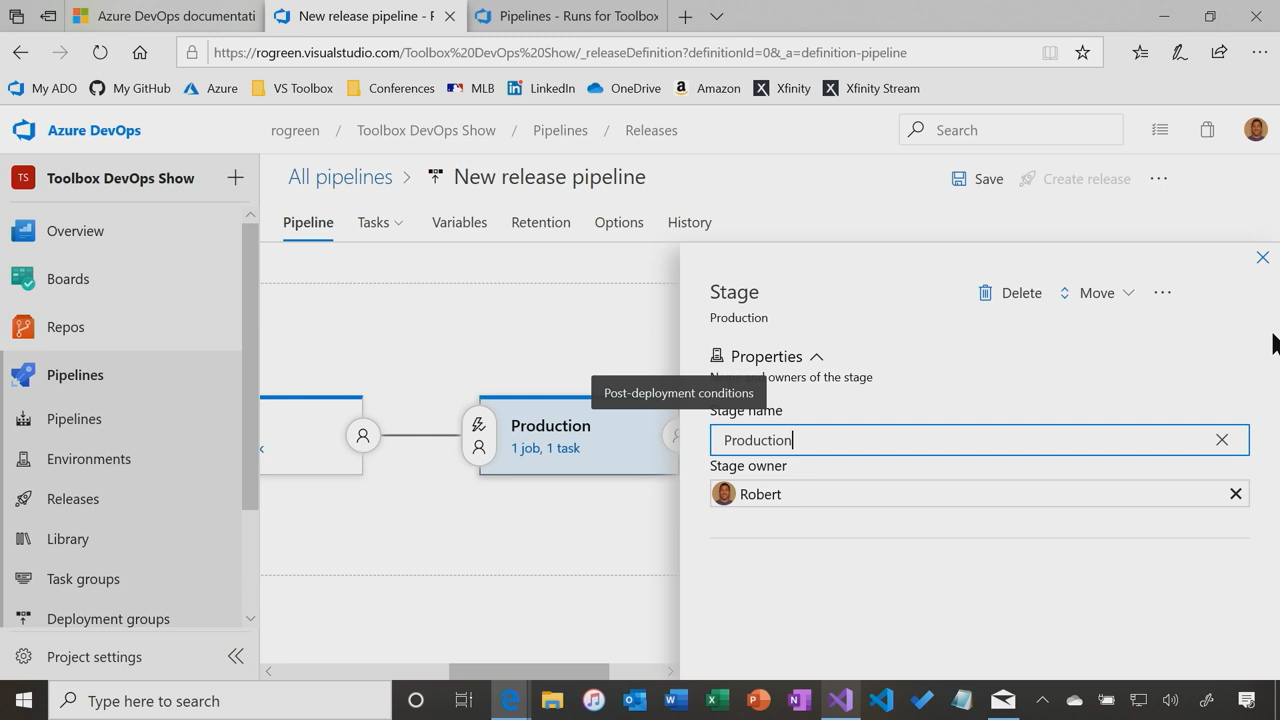 Azure DevOps documentati
New release pipeline - P
Pipelines - Runs for Toolbox
https://rogreen.visualstudio.com/Toolbox%20DevOps%20Show/_releaseDefinition?definitionId=0&_a=definition-pipeline
My ADO
My GitHub
Azure
VS Toolbox
Conferences
MLB
LinkedIn
OneDrive
Amazon
Xfinity
Xfinity Stream
Azure DevOps
rogreen / Toolbox DevOps Show / Pipelines / Releases
Search
TS Toolbox DevOps Show
All pipelines > New release pipeline
Save
Create release
Pipeline
Tasks
Variables
Retention
Options
History
Overview
Boards
Repos
Pipelines
Pipelines
Environments
Releases
Library
Task groups
Deployment groups
Project settings
Production
1 job, 1 task
Post-deployment conditions
Stage
Delete
Move
Production
Properties
and owners of the stage
Stage name
Production
Stage owner
Robert
Type here to search